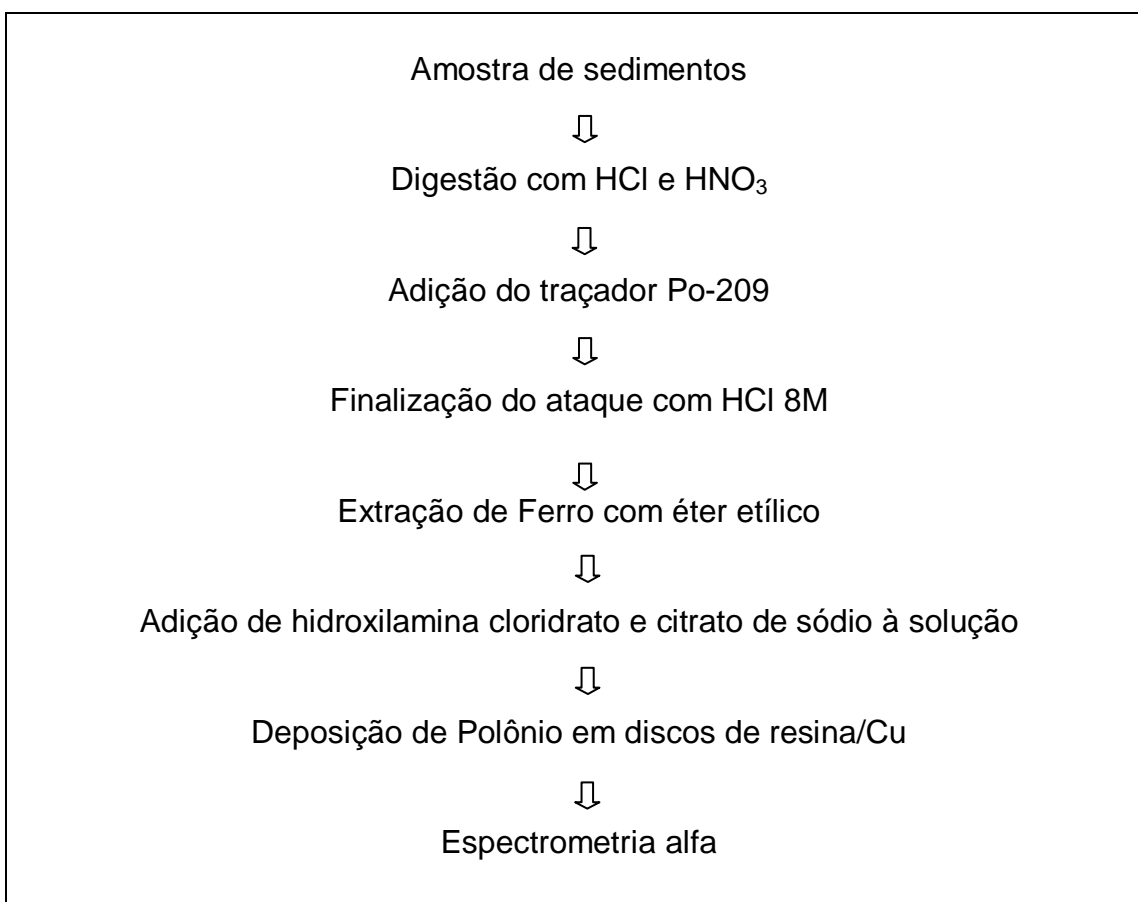 Amostra de sedimentos
⇩
Digestão com HCl e HNO₃
⇩
Adição do traçador Po-209
⇩
Finalização do ataque com HCl 8M
⇩
Extração de Ferro com éter etílico
⇩
Adição de hidroxilamina cloridrato e citrato de sódio à solução
⇩
Deposição de Polônio em discos de resina/Cu
⇩
Espectrometria alfa